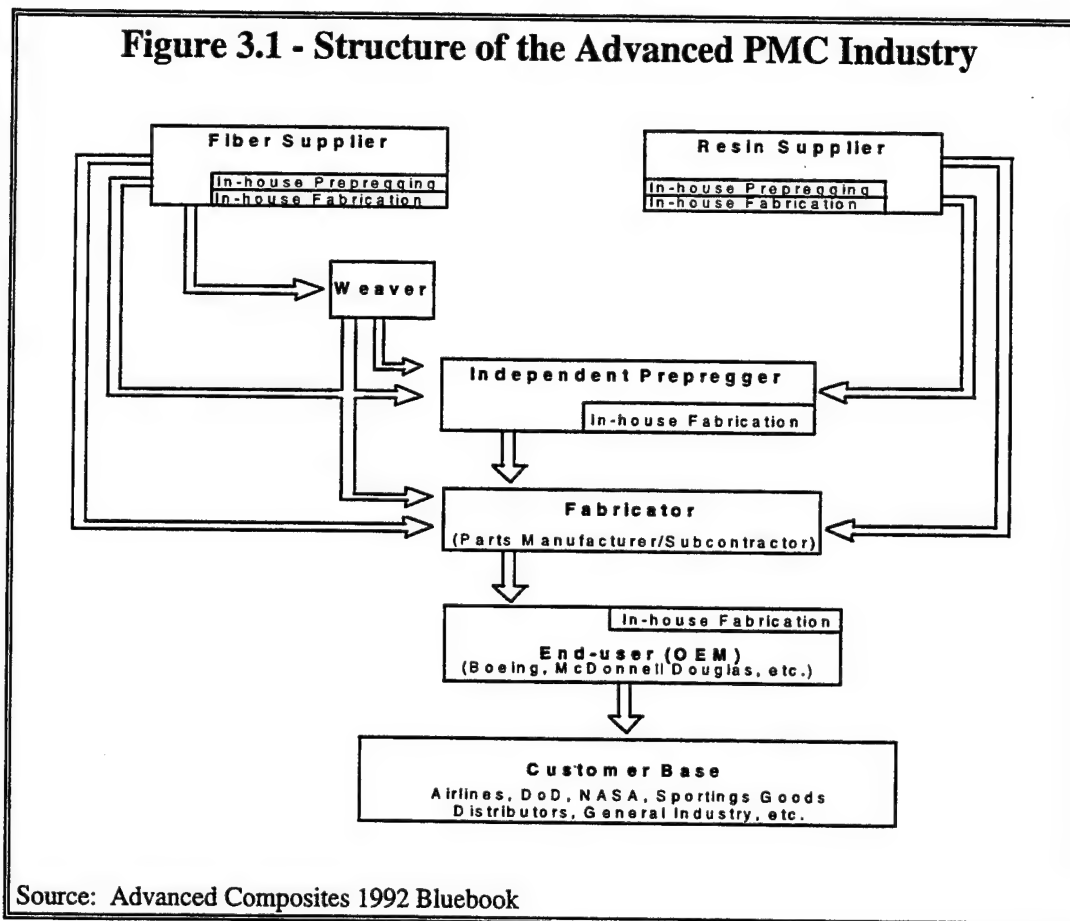 Figure 3.1 - Structure of the Advanced PMC Industry
Fiber Supplier
In-house Prepregging
In-house Fabrication
Resin Supplier
In-house Prepregging
In-house Fabrication
Weaver
Independent Prepregger
In-house Fabrication
Fabricator
(Parts Manufacturer/Subcontractor)
In-house Fabrication
End-user (OEM)
(Boeing, McDonnell Douglas, etc.)
Customer Base
Airlines, DoD, NASA, Sportings Goods
Distributors, General Industry, etc.
Source: Advanced Composites 1992 Bluebook